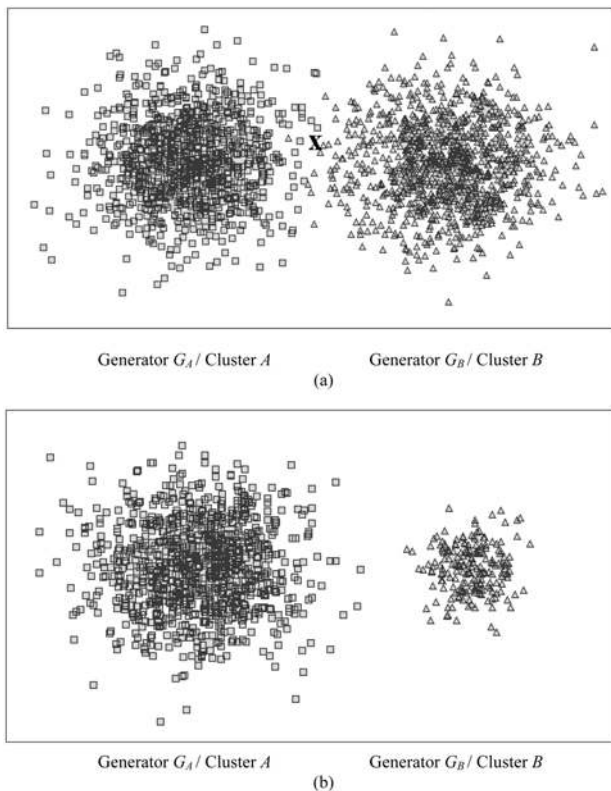 x
Generator G_A / Cluster A Generator G_B / Cluster B
(a)
Generator G_A / Cluster A Generator G_B / Cluster B
(b)